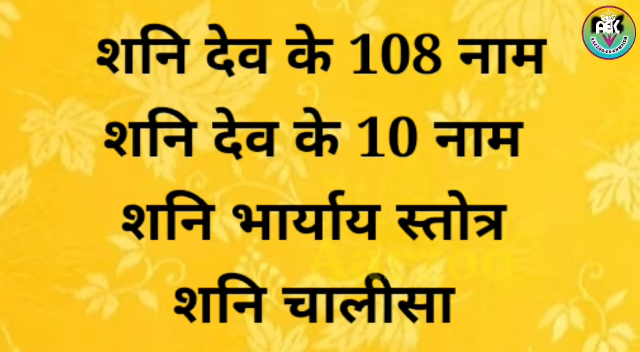 शनि देव के 108 नाम
शनि देव के 10 नाम
शनि भार्याय स्तोत्र
शनि चालीसा